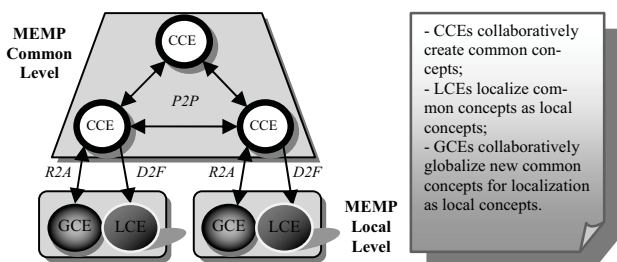 MEMP
Common
Level
CCE
P2P
CCE
CCE
R2A
D2F
R2A
D2F
GCE
LCE
GCE
LCE
MEMP
Local
Level
- CCEs collaboratively
create common con-
cepts;
- LCEs localize com-
mon concepts as local
concepts;
- GCEs collaboratively
globalize new common
concepts for localization
as local concepts.